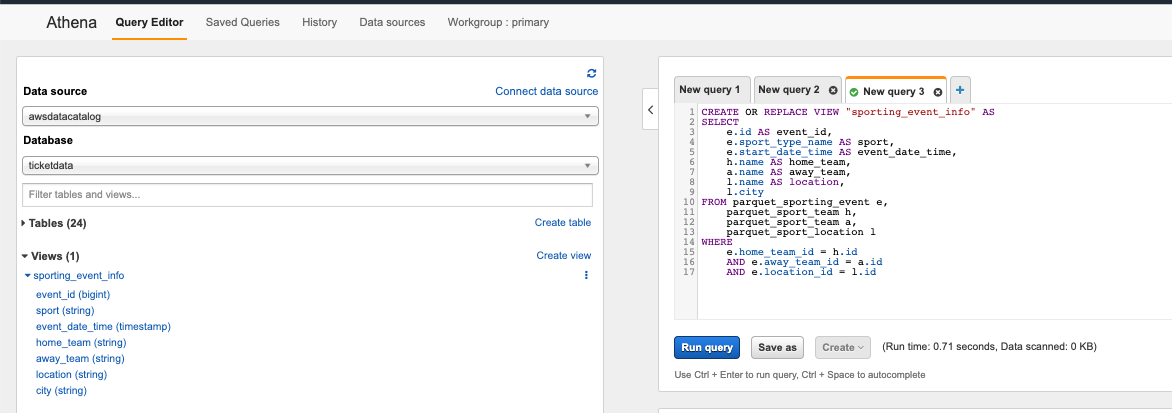 Athena Query Editor Saved Queries History Data sources Workgroup : primary
Data source
Connect data source
awsdatacatalog
Database
ticketdata
Filter tables and views...
Tables (24)
Create table
Views (1)
Create view
sporting_event_info
event_id (bigint)
sport (string)
event_date_time (timestamp)
home_team (string)
away_team (string)
location (string)
city (string)
New query 1 New query 2 New query 3
1 CREATE OR REPLACE VIEW "sporting_event_info" AS
2 SELECT
3 e.id AS event_id,
4 e.sport_type_name AS sport,
5 e.start_date_time AS event_date_time,
6 h.name AS home_team,
7 a.name AS away_team,
8 l.name AS location,
9 l.city
10 FROM parquet_sporting_event e,
11 parquet_sport_team h,
12 parquet_sport_team a,
13 parquet_sport_location l
14 WHERE
15 e.home_team_id = h.id
16 AND e.away_team_id = a.id
17 AND e.location_id = l.id
Run query Save as Create (Run time: 0.71 seconds, Data scanned: 0 KB)
Use Ctrl + Enter to run query, Ctrl + Space to autocomplete